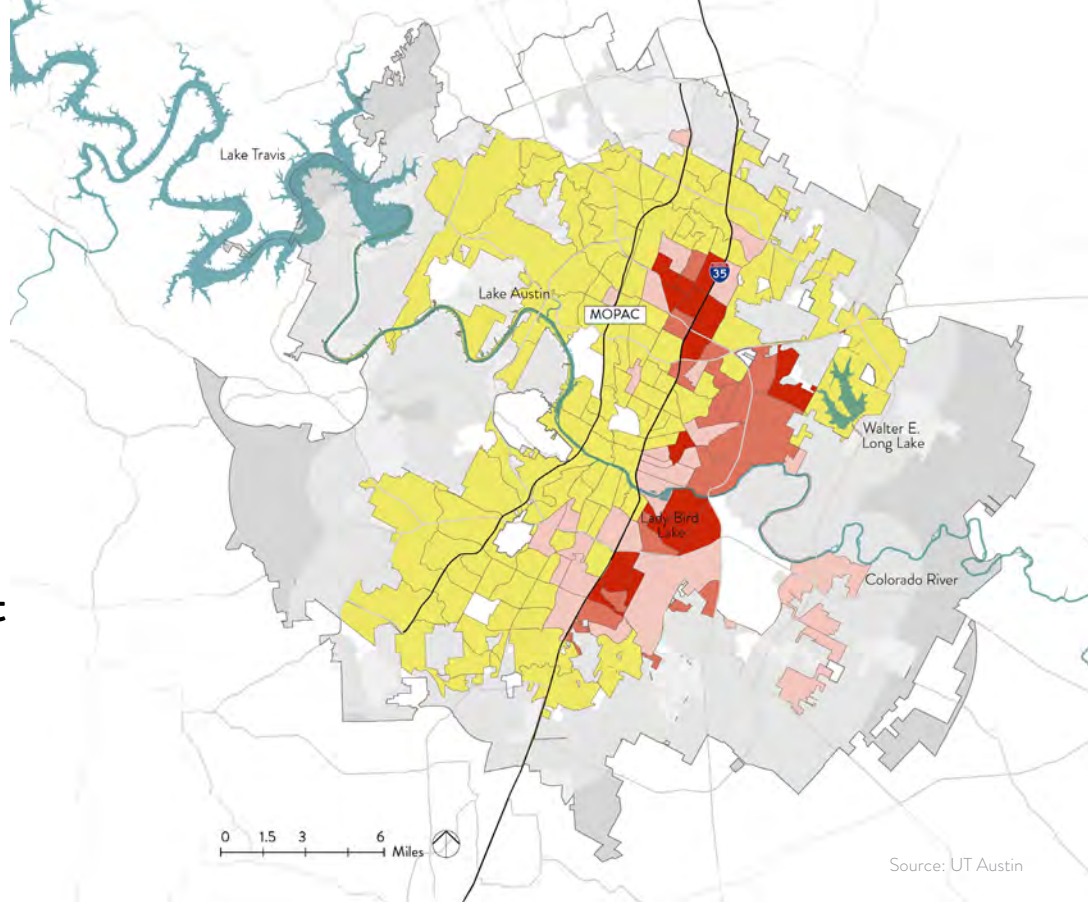 Lake Travis
35
Lake Austin
MOPAC
Walter E.
Long Lake
Lady Bird
Lake
Colorado River
t
0 1.5 3 6
Miles
Source: UT Austin